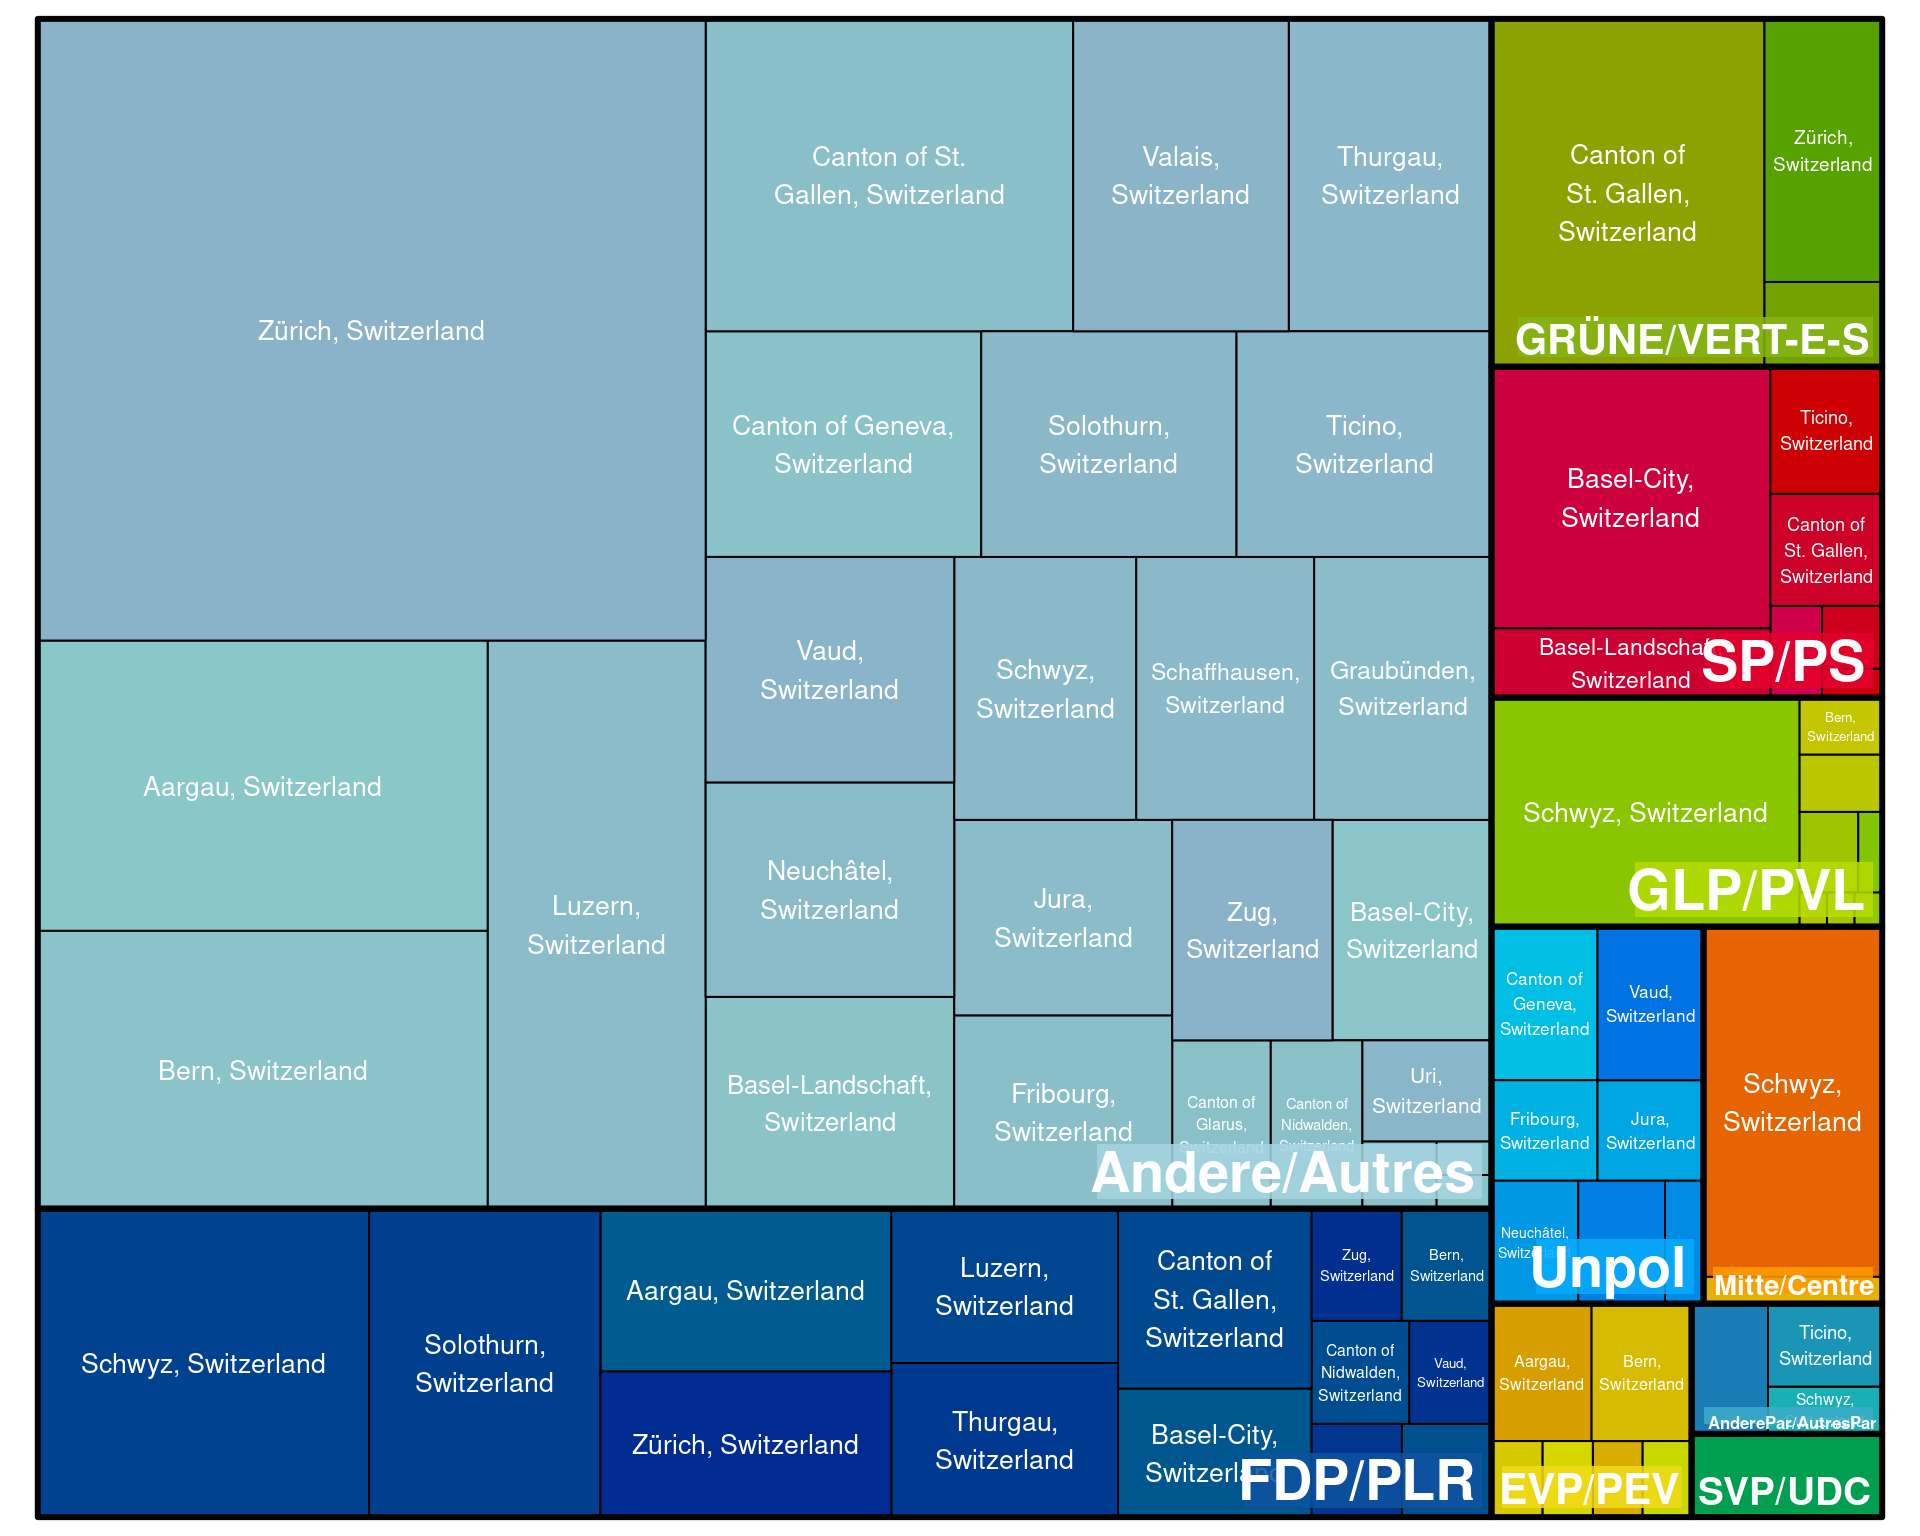 Zürich, Switzerland
Canton of St.
Gallen, Switzerland
Valais,
Switzerland
Thurgau,
Switzerland
Canton of Geneva,
Switzerland
Solothurn,
Switzerland
Ticino,
Switzerland
Aargau, Switzerland
Bern, Switzerland
Luzern,
Switzerland
Vaud,
Switzerland
Schwyz,
Switzerland
Schaffhausen,
Switzerland
Graubünden,
Switzerland
Neuchâtel,
Switzerland
Jura,
Switzerland
Zug,
Switzerland
Basel-City,
Switzerland
Basel-Landschaft,
Switzerland
Fribourg,
Switzerland
Canton of
Glarus,
Switzerland
Canton of
Nidwalden,
Switzerland
Uri,
Switzerland
Andere/Autres
Schwyz, Switzerland
Solothurn,
Switzerland
Aargau, Switzerland
Zürich, Switzerland
Luzern,
Switzerland
Thurgau,
Switzerland
Canton of
St. Gallen,
Switzerland
Basel-City,
Switzerland
Zug,
Switzerland
Bern,
Switzerland
Canton of
Nidwalden,
Switzerland
Vaud,
Switzerland
FDP/PLR
Canton of
St. Gallen,
Switzerland
Zürich,
Switzerland
GRÜNE/VERT-E-S
Basel-City,
Switzerland
Ticino,
Switzerland
Canton of
St. Gallen,
Switzerland
Basel-Landschaft,
Switzerland
SP/PS
Schwyz, Switzerland
Bern,
Switzerland
GLP/PVL
Canton of
Geneva,
Switzerland
Vaud,
Switzerland
Fribourg,
Switzerland
Jura,
Switzerland
Neuchâtel,
Switzerland
Unpol
Schwyz,
Switzerland
Mitte/Centre
Aargau,
Switzerland
Bern,
Switzerland
EVP/PEV
Ticino,
Switzerland
Schwyz,
AnderePar/AutresPar
SVP/UDC